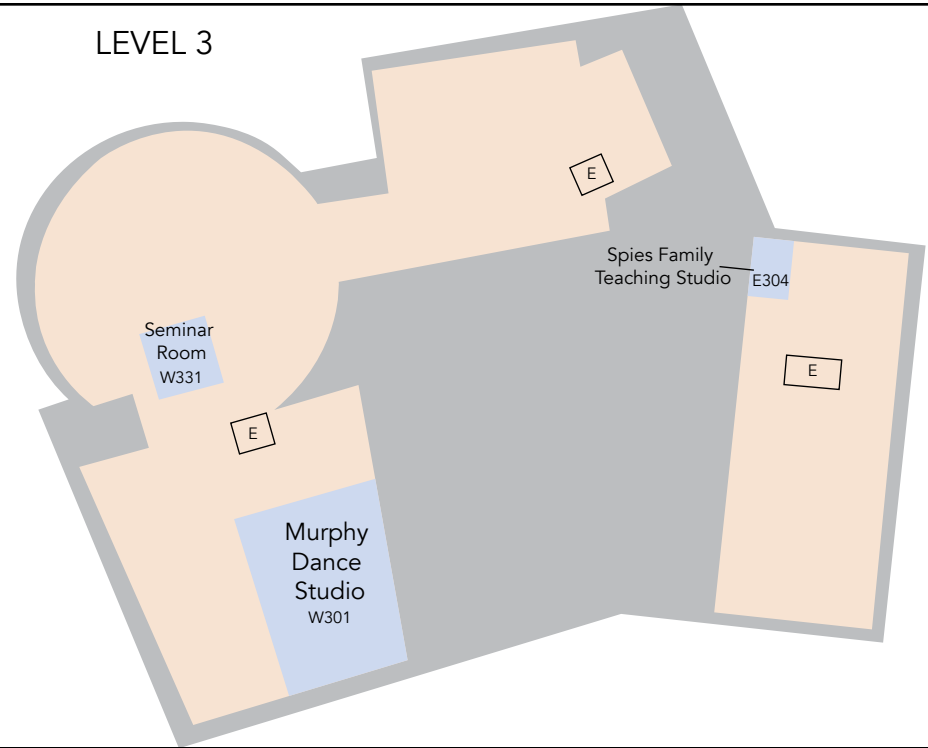 LEVEL 3
E
Spies Family
Teaching Studio
E304
E
Seminar
Room
W331
E
Murphy
Dance
Studio
W301